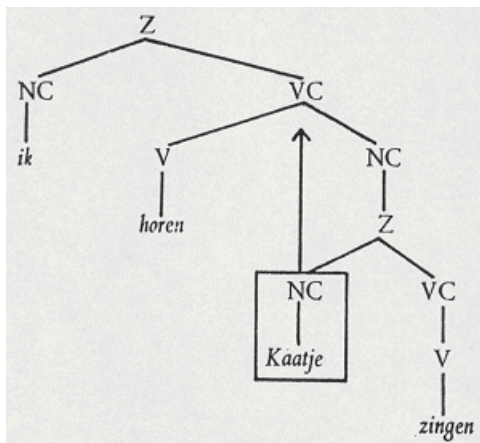 Z
NC VC
ik V NC
horen Z
NC VC
Kaatje V
zingen